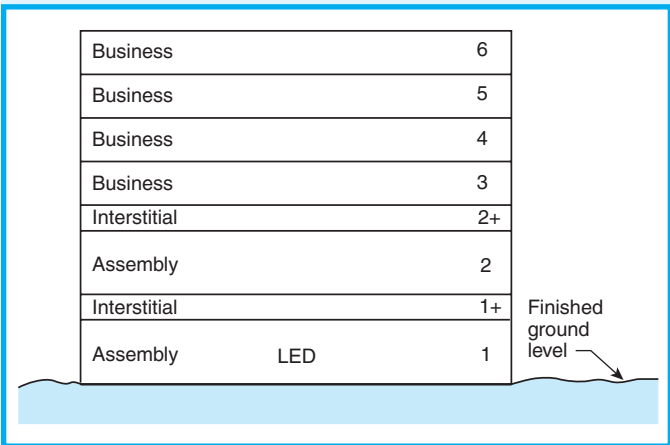 Business 6
Business 5
Business 4
Business 3
Interstitial 2+
Assembly 2
Interstitial 1+
Assembly LED 1
Finished
ground
level